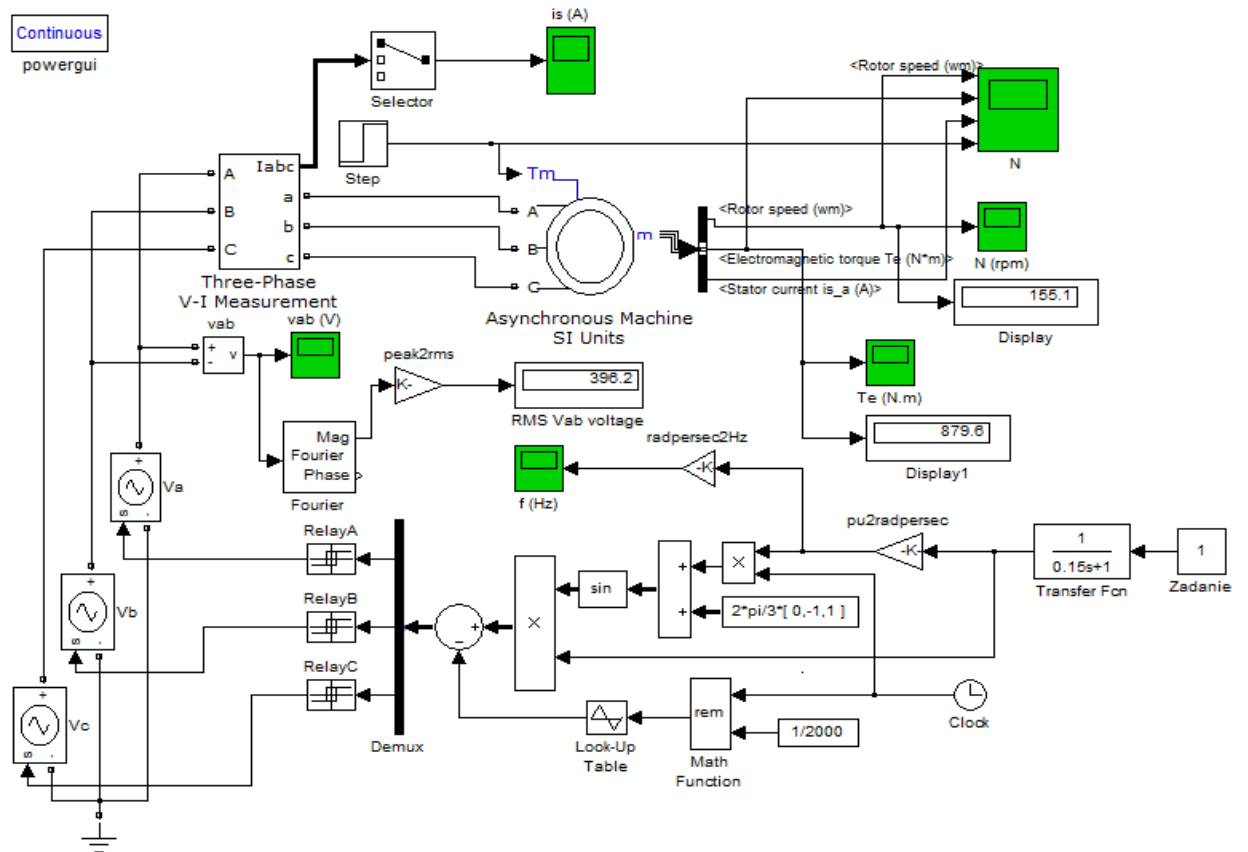 Continuous
powergui
is (A)
Selector
Step
<Rotor speed (wm)>
N
Iabc
A
B
C
a
b
c
Three-Phase
V-I Measurement
Tm
A
B
C
m
Asynchronous Machine
SI Units
<Rotor speed (wm)>
<Electromagnetic torque Te (N*m)>
<Stator current is_a (A)>
N (rpm)
155.1
Display
Te (N.m)
879.6
Display1
vab
+
-
v
vab (V)
peak2rms
K-
396.2
RMS Vab voltage
Mag
Fourier
Phase
Fourier
f (Hz)
radpersec2Hz
-K
pu2radpersec
-K-
1
0.15s+1
Transfer Fcn
1
Zadanie
+
s
-
Va
+
s
-
Vb
+
s
-
Vc
RelayA
RelayB
RelayC
Demux
+
−
×
sin
+
+
×
2*pi/3*[ 0,-1,1 ]
Look-Up
Table
rem
Math
Function
1/2000
Clock